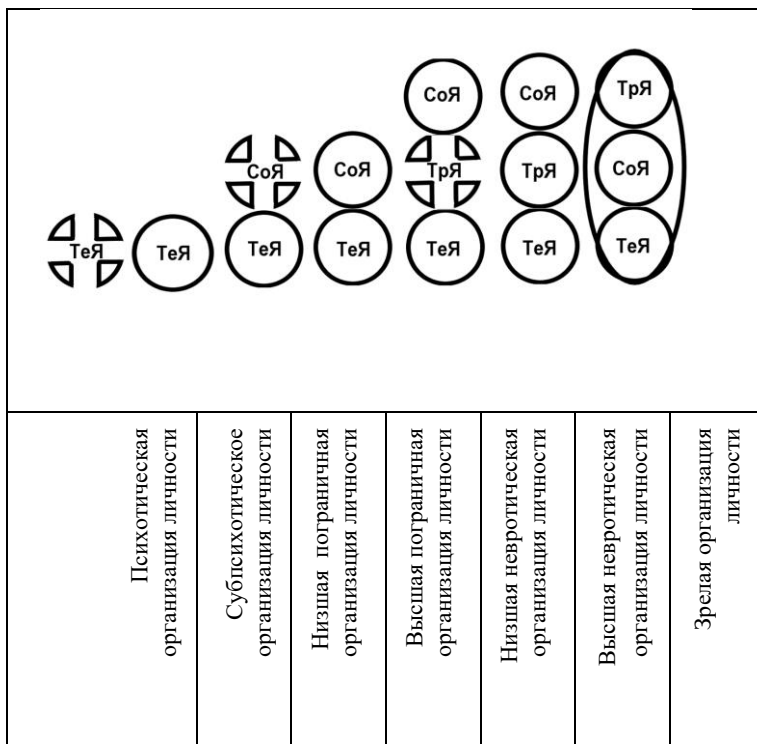 СоЯ СоЯ ТрЯ
СоЯ СоЯ ТрЯ ТрЯ СоЯ
ТеЯ ТеЯ ТеЯ ТеЯ ТеЯ ТеЯ ТеЯ
Психотическая
организация личности
Субпсихотическое
организация личности
Низшая пограничная
организация личности
Высшая пограничная
организация личности
Низшая невротическая
организация личности
Высшая невротическая
организация личности
Зрелая организация
личности